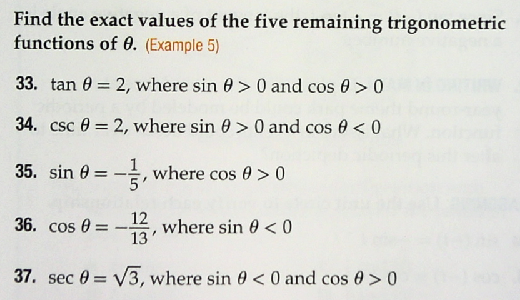 Find the exact values of the five remaining trigonometric
functions of θ. (Example 5)
33. tan θ = 2, where sin θ > 0 and cos θ > 0
34. csc θ = 2, where sin θ > 0 and cos θ < 0
35. sin θ = −1/5, where cos θ > 0
36. cos θ = −12/13, where sin θ < 0
37. sec θ = √3, where sin θ < 0 and cos θ > 0